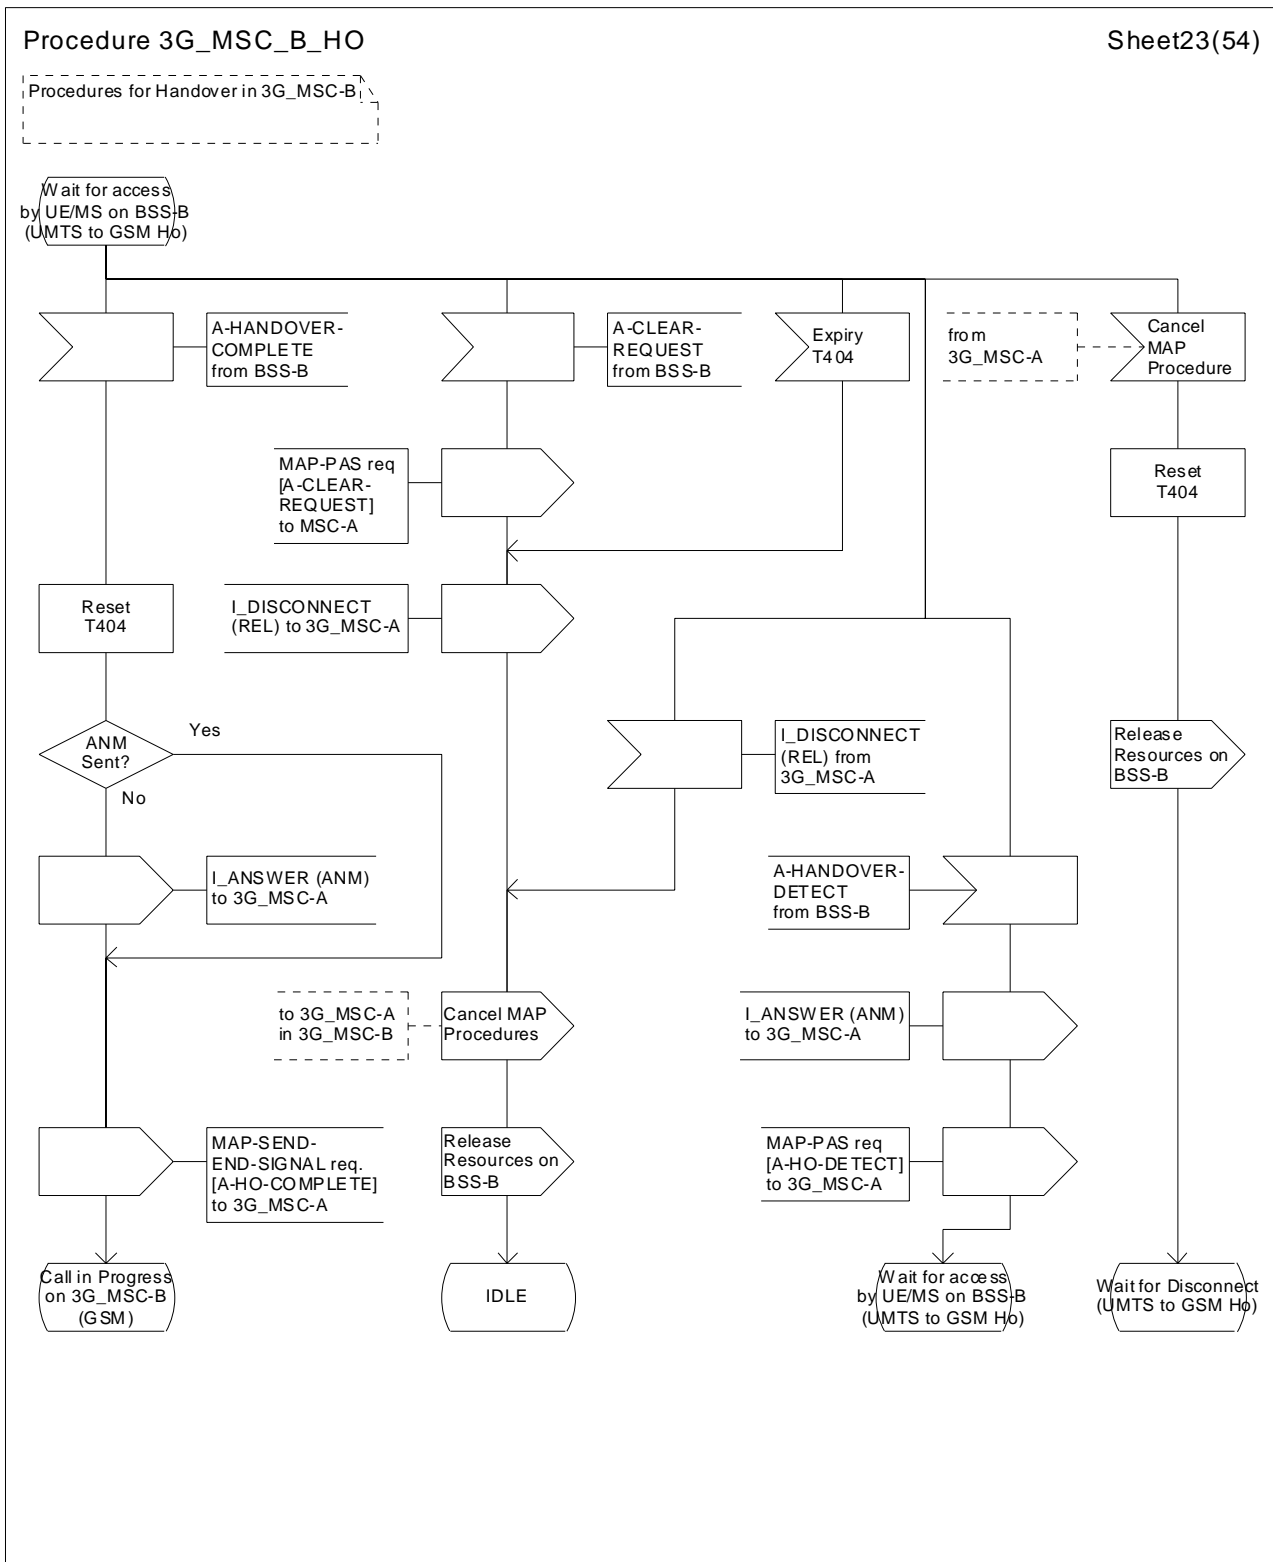 Procedure 3G_MSC_B_HO
Sheet23(54)
Procedures for Handover in 3G_MSC-B
Wait for access
by UE/MS on BSS-B
(UMTS to GSM Ho)
A-HANDOVER-
COMPLETE
from BSS-B
A-CLEAR-
REQUEST
from BSS-B
Expiry
T404
from
3G_MSC-A
Cancel
MAP
Procedure
MAP-PAS req
[A-CLEAR-
REQUEST]
to MSC-A
Reset
T404
Reset
T404
I_DISCONNECT
(REL) to 3G_MSC-A
ANM
Sent?
Yes
No
I_DISCONNECT
(REL) from
3G_MSC-A
Release
Resources on
BSS-B
I_ANSWER (ANM)
to 3G_MSC-A
A-HANDOVER-
DETECT
from BSS-B
to 3G_MSC-A
in 3G_MSC-B
Cancel MAP
Procedures
I_ANSWER (ANM)
to 3G_MSC-A
MAP-SEND-
END-SIGNAL req.
[A-HO-COMPLETE]
to 3G_MSC-A
Release
Resources on
BSS-B
MAP-PAS req
[A-HO-DETECT]
to 3G_MSC-A
Call in Progress
on 3G_MSC-B
(GSM)
IDLE
Wait for access
by UE/MS on BSS-B
(UMTS to GSM Ho)
Wait for Disconnect
(UMTS to GSM Ho)